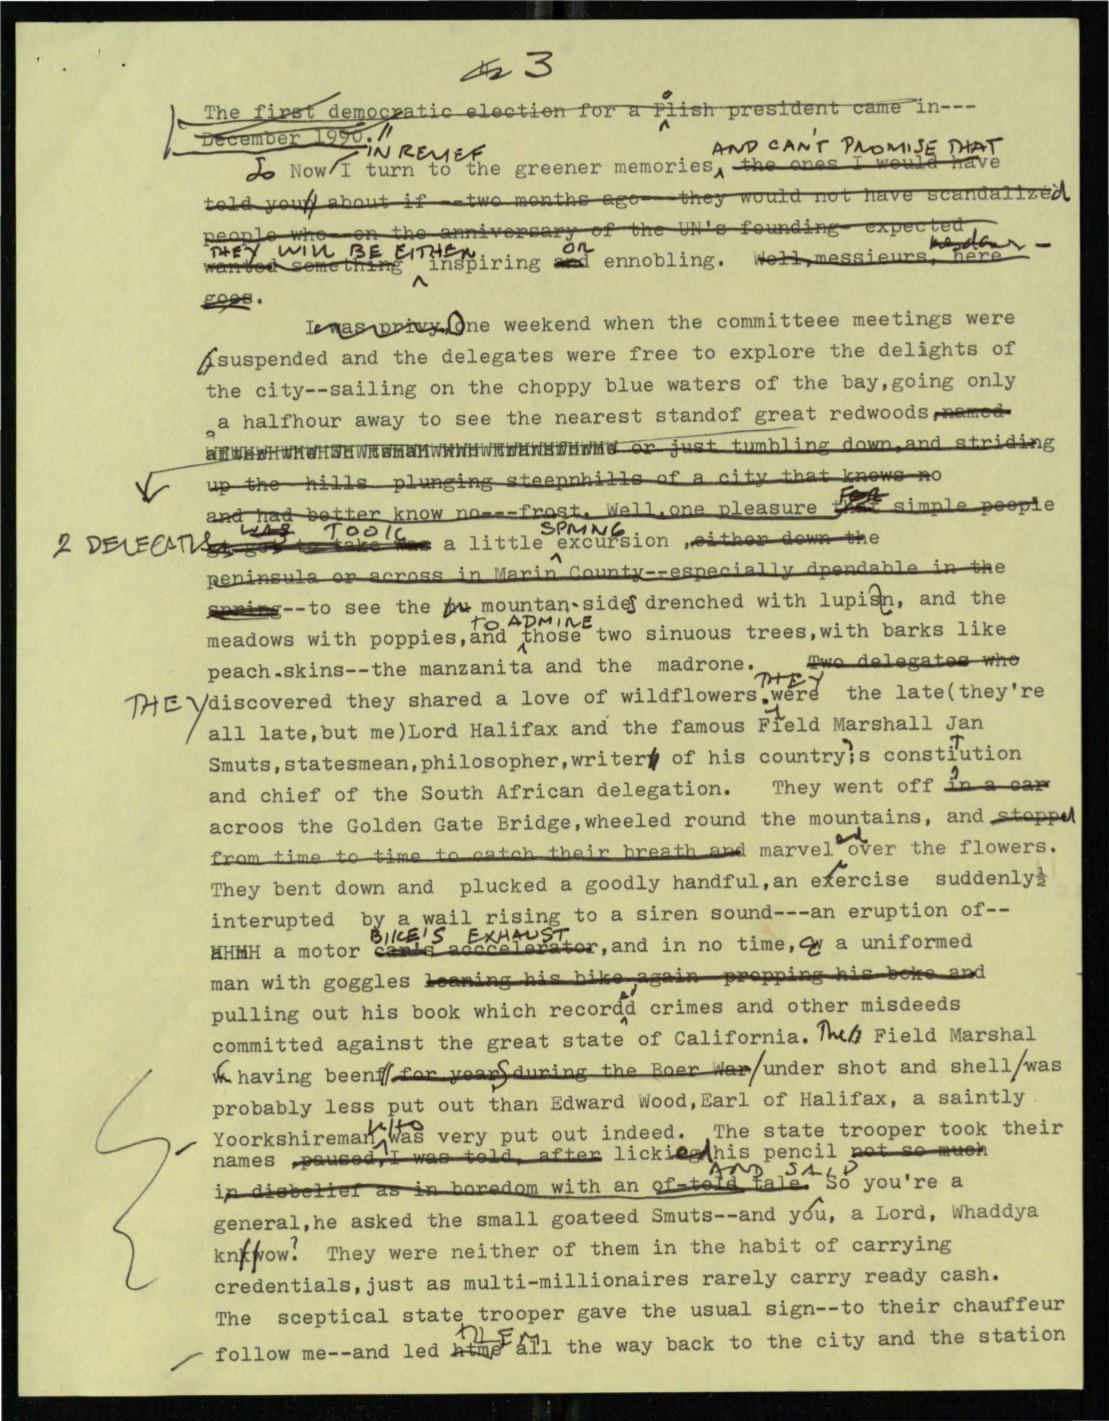 3
The first democratic election for a Plish president came in---
December 1990.
IN RELIEF AND CAN'T PROMISE THAT
So Now I turn to the greener memories, the ones I would have
told you about if --two months ago---they would not have scandalized
people who--on the anniversary of the UN's founding- expected
THEY WILL BE EITHER OR
wanted something inspiring and ennobling. Well,messieurs, here
goes.
I was privy, One weekend when the committeee meetings were
suspended and the delegates were free to explore the delights of
the city--sailing on the choppy blue waters of the bay,going only
a halfhour away to see the nearest standof great redwoods,named
or just tumbling down,and striding
up the hills plunging steepnhills of a city that knows no
and had better know no---frost. Well,one pleasure that FOR simple people
WAS TOOK SPRING
2 DELEGATES got to take was a little excursion ,either down the
peninsula or across in Marin County--especially dpendable in the
spring--to see the mountan-sides drenched with lupian, and the
TO ADMIRE
meadows with poppies,and those two sinuous trees,with barks like
peach-skins--the manzanita and the madrone. Two delegates who
THEY
THEY discovered they shared a love of wildflowers.were the late(they're
all late,but me)Lord Halifax and the famous Field Marshall Jan
Smuts,statesmean,philosopher,writer of his country's constiution
and chief of the South African delegation. They went off in a car
acroos the Golden Gate Bridge,wheeled round the mountains, and stopped
from time to time to catch their breath and marveled over the flowers.
They bent down and plucked a goodly handful,an exercise suddenly½
interupted by a wail rising to a siren sound---an eruption of--
BIKE'S EXHAUST
HHMH a motor car's acccelerator,and in no time, a uniformed
man with goggles leaning his bike again propping his boke and
pulling out his book which recorded crimes and other misdeeds
committed against the great state of California. The Field Marshal
having been for years during the Boer War/under shot and shell/was
probably less put out than Edward Wood,Earl of Halifax, a saintly
who
Yoorkshireman,was very put out indeed. The state trooper took their
names paused,I was told, after lickied his pencil not so much
AND SAID
in disbelief as in boredom with an of-told tale. So you're a
general,he asked the small goateed Smuts--and you, a Lord, Whaddya
knkwow? They were neither of them in the habit of carrying
credentials,just as multi-millionaires rarely carry ready cash.
The sceptical state trooper gave the usual sign--to their chauffeur
THEM
follow me--and led htme all the way back to the city and the station